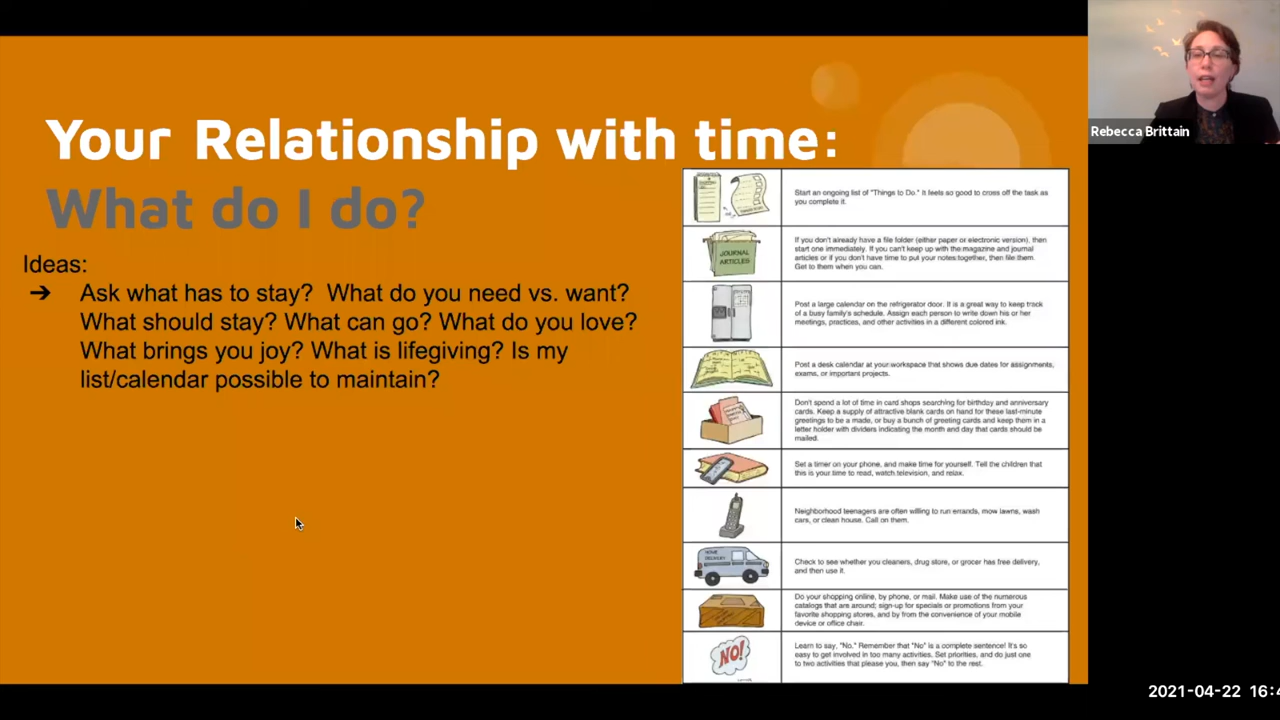 Your Relationship with time:
What do I do?
Ideas:
➔ Ask what has to stay? What do you need vs. want?
What should stay? What can go? What do you love?
What brings you joy? What is lifegiving? Is my
list/calendar possible to maintain?
Start an ongoing list of "Things to Do." It feels so good to cross off the task as
you complete it.
JOURNAL
ARTICLES
If you don't already have a file folder (either paper or electronic version), then
start one immediately. If you can't keep up with the magazine and journal
articles or if you don't have time to put your notes together, then file them.
Get to them when you can.
Post a large calendar on the refrigerator door. It is a great way to keep track
of a busy family's schedule. Assign each person to write down his or her
meetings, practices, and other activities in a different colored ink.
Post a desk calendar at your workspace that shows due dates for assignments,
exams, or important projects.
Don't spend a lot of time in card shops searching for birthday and anniversary
cards. Keep a supply of attractive blank cards on hand for these last-minute
greetings to be a made, or buy a bunch of greeting cards and keep them in a
letter holder with dividers indicating the month and day that cards should be
mailed.
Set a timer on your phone, and make time for yourself. Tell the children that
this is your time to read, watch television, and relax.
Neighborhood teenagers are often willing to run errands, mow lawns, wash
cars, or clean house. Call on them.
HOME
DELIVERY
Check to see whether you cleaners, drug store, or grocer has free delivery,
and then use it.
Do your shopping online, by phone, or mail. Make use of the numerous
catalogs that are around; sign-up for specials or promotions from your
favorite shopping stores, and by from the convenience of your mobile
device or office chair.
NO!
Learn to say, "No." Remember that "No" is a complete sentence! It's so
easy to get involved in too many activities. Set priorities, and do just one
to two activities that please you, then say "No" to the rest.
Rebecca Brittain
2021-04-22 16:4